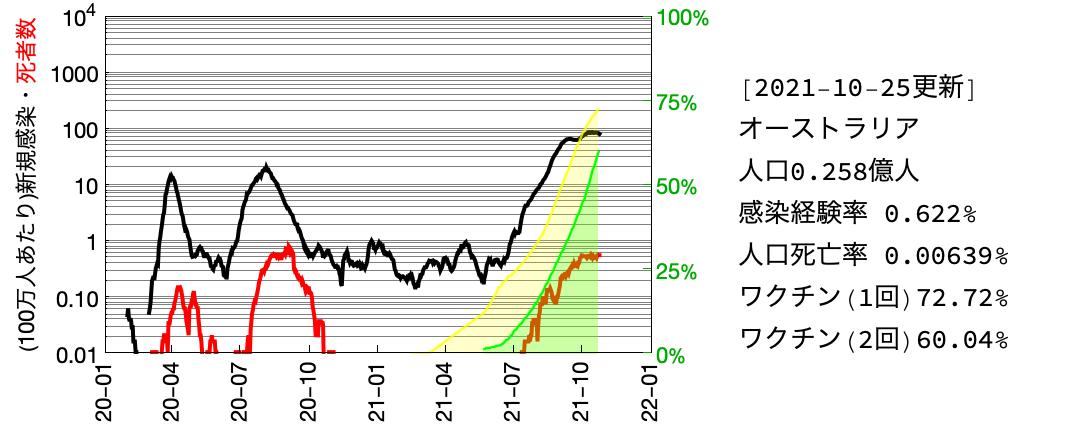 (100万人あたり)新規感染・死者数
10^4
1000
100
10
1
0.10
0.01
100%
75%
50%
25%
0%
20-01
20-04
20-07
20-10
21-01
21-04
21-07
21-10
22-01
[2021-10-25更新]
オーストラリア
人口0.258億人
感染経験率 0.622%
人口死亡率 0.00639%
ワクチン(1回)72.72%
ワクチン(2回)60.04%